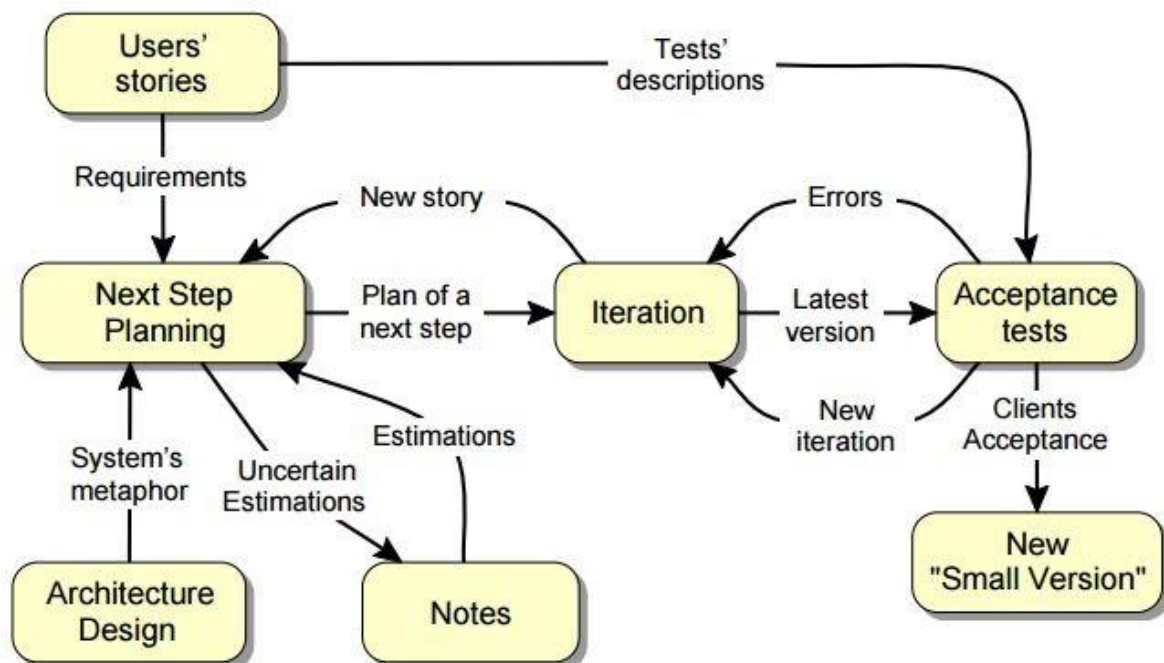 Users'
stories
Tests'
descriptions
Requirements
New story
Errors
Next Step
Planning
Plan of a
next step
Iteration
Latest
version
Acceptance
tests
System's
metaphor
Uncertain
Estimations
Estimations
New
iteration
Clients
Acceptance
Architecture
Design
Notes
New
"Small Version"